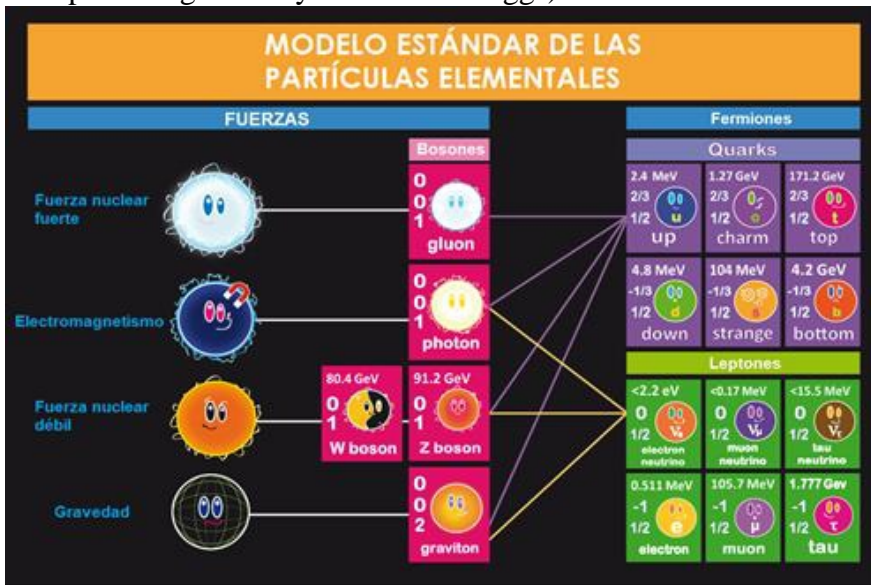 MODELO ESTÁNDAR DE LAS
PARTÍCULAS ELEMENTALES
FUERZAS
Bosones
Fuerza nuclear
fuerte
0
0
1
gluon
Electromagnetismo
0
0
1
photon
Fuerza nuclear
débil
80.4 GeV
0
1
W boson
91.2 GeV
0
1
Z boson
Gravedad
0
0
2
graviton
Fermiones
Quarks
2.4 MeV
2/3
1/2
u
up
1.27 GeV
2/3
1/2
c
charm
171.2 GeV
2/3
1/2
t
top
4.8 MeV
-1/3
1/2
d
down
104 MeV
-1/3
1/2
s
strange
4.2 GeV
-1/3
1/2
b
bottom
Leptones
<2.2 eV
0
1/2
νe
electron
neutrino
<0.17 MeV
0
1/2
νμ
muon
neutrino
<15.5 MeV
0
1/2
ντ
tau
neutrino
0.511 MeV
-1
1/2
e
electron
105.7 MeV
-1
1/2
μ
muon
1.777 Gev
-1
1/2
τ
tau